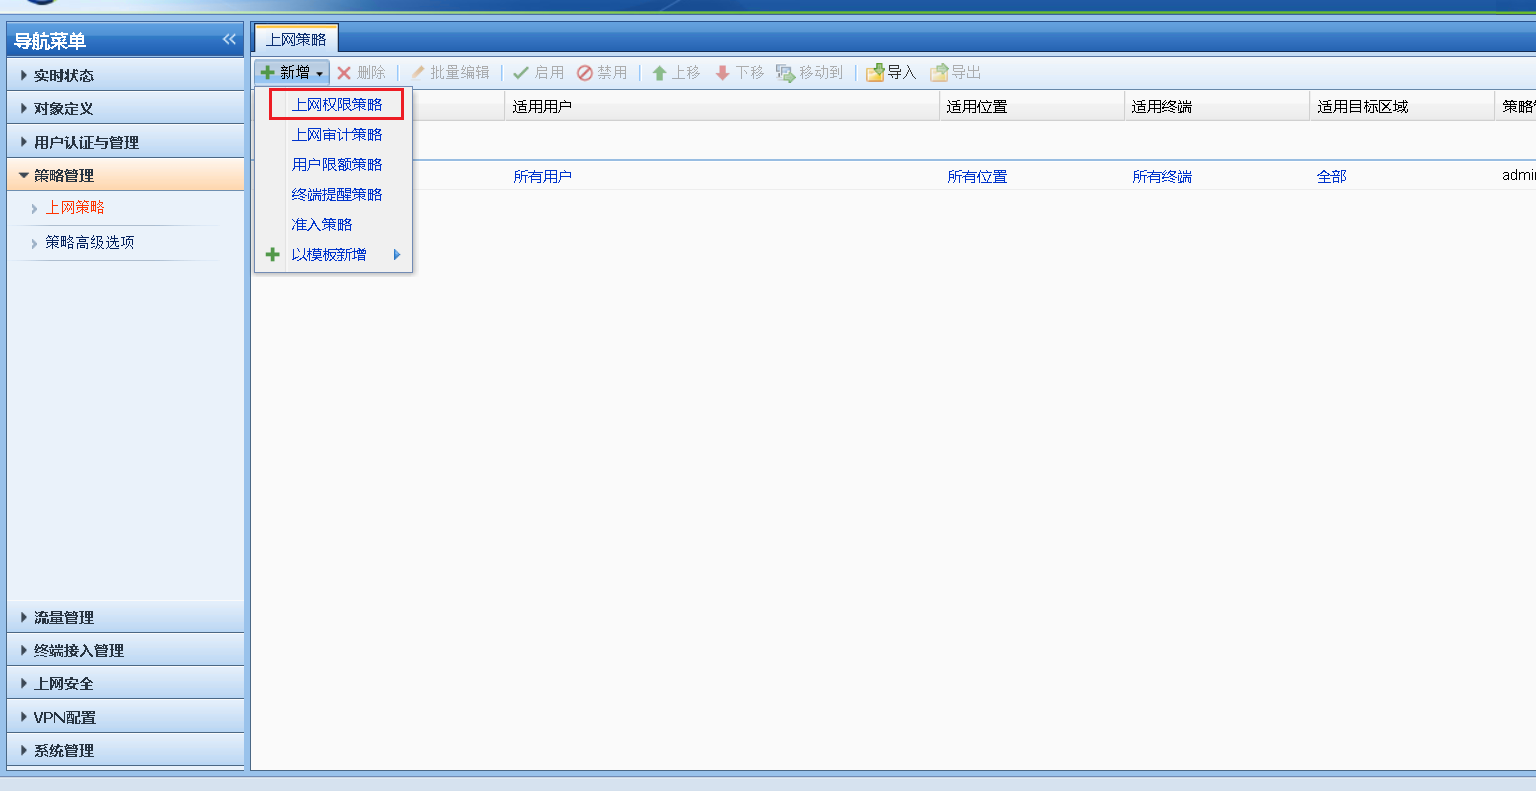 导航菜单
实时状态
对象定义
用户认证与管理
策略管理
上网策略
策略高级选项
流量管理
终端接入管理
上网安全
VPN配置
系统管理
上网策略
新增 删除 批量编辑 启用 禁用 上移 下移 移动到 导入 导出
上网权限策略
上网审计策略
用户限额策略
终端提醒策略
准入策略
以模板新增
适用用户 适用位置 适用终端 适用目标区域 策略
所有用户 所有位置 所有终端 全部 admin